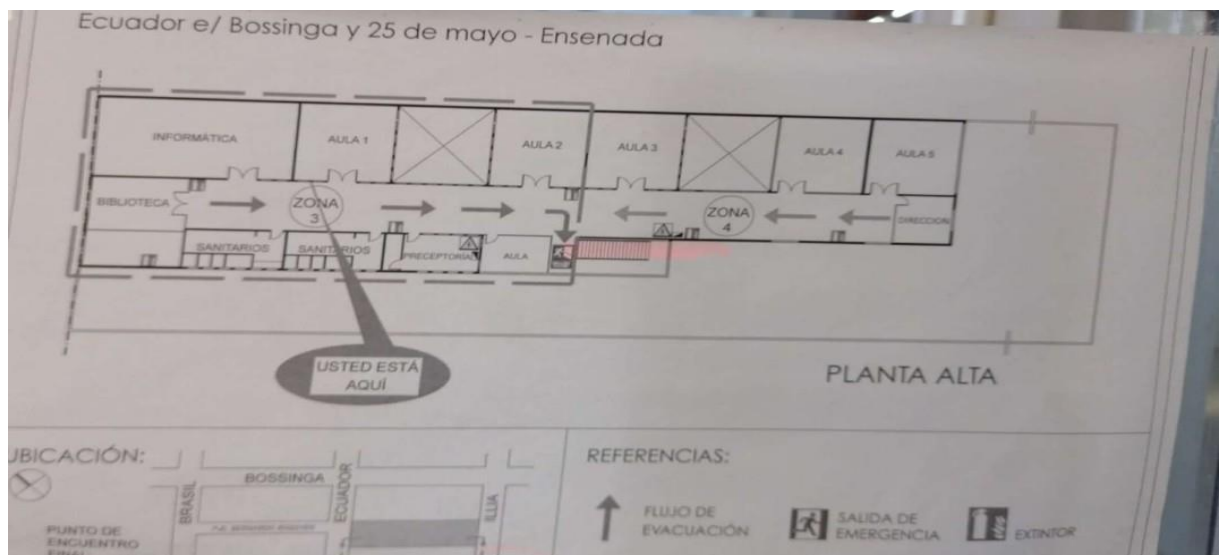 Ecuador e/ Bossinga y 25 de mayo - Ensenada
INFORMÁTICA
AULA 1
AULA 2
AULA 3
AULA 4
AULA 5
BIBLIOTECA
ZONA
3
ZONA
4
DIRECCION
SANITARIOS
SANITARIOS
PRECEPTORIA
AULA
USTED ESTÁ
AQUÍ
PLANTA ALTA
UBICACIÓN:
BOSSINGA
BRASIL
ECUADOR
ILLIA
PUNTO DE
ENCUENTRO
FINAL
REFERENCIAS:
FLUJO DE
EVACUACIÓN
SALIDA DE
EMERGENCIA
EXTINTOR